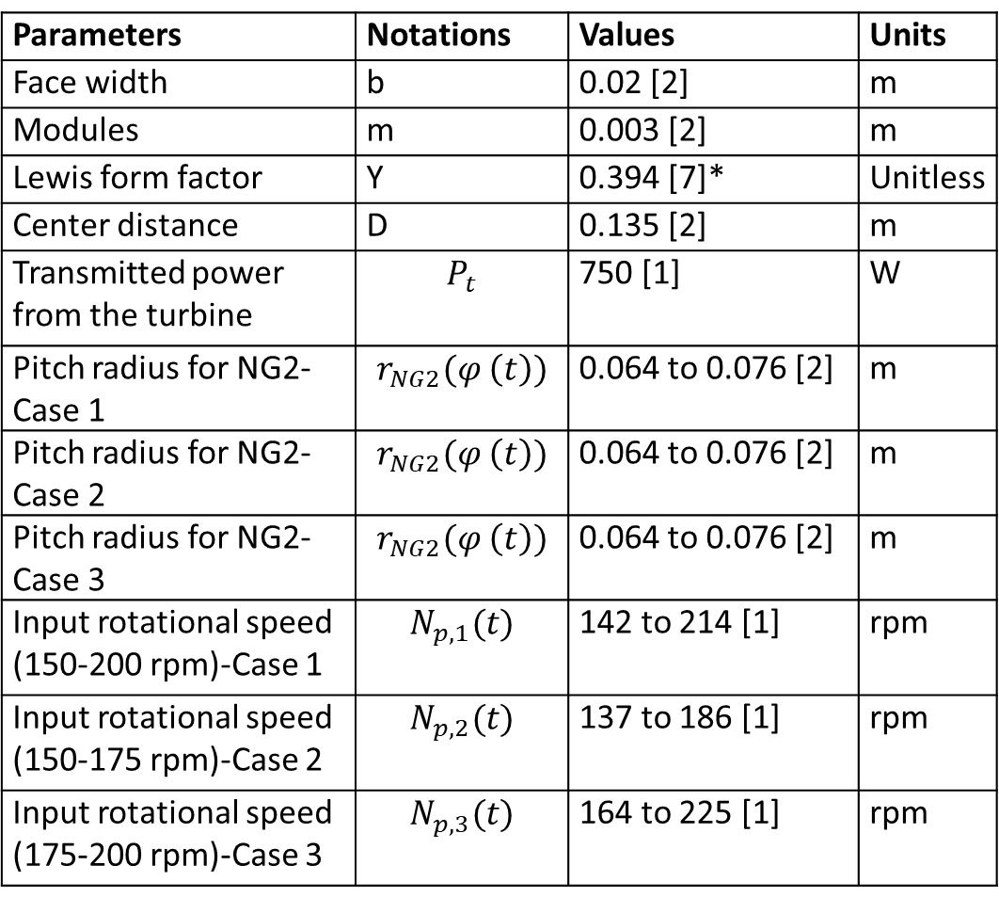 Parameters Notations Values Units
Face width b 0.02 [2] m
Modules m 0.003 [2] m
Lewis form factor Y 0.394 [7]* Unitless
Center distance D 0.135 [2] m
Transmitted power P_t 750 [1] W
from the turbine
Pitch radius for NG2- r_{NG2}(φ (t)) 0.064 to 0.076 [2] m
Case 1
Pitch radius for NG2- r_{NG2}(φ (t)) 0.064 to 0.076 [2] m
Case 2
Pitch radius for NG2- r_{NG2}(φ (t)) 0.064 to 0.076 [2] m
Case 3
Input rotational speed N_{p,1}(t) 142 to 214 [1] rpm
(150-200 rpm)-Case 1
Input rotational speed N_{p,2}(t) 137 to 186 [1] rpm
(150-175 rpm)-Case 2
Input rotational speed N_{p,3}(t) 164 to 225 [1] rpm
(175-200 rpm)-Case 3